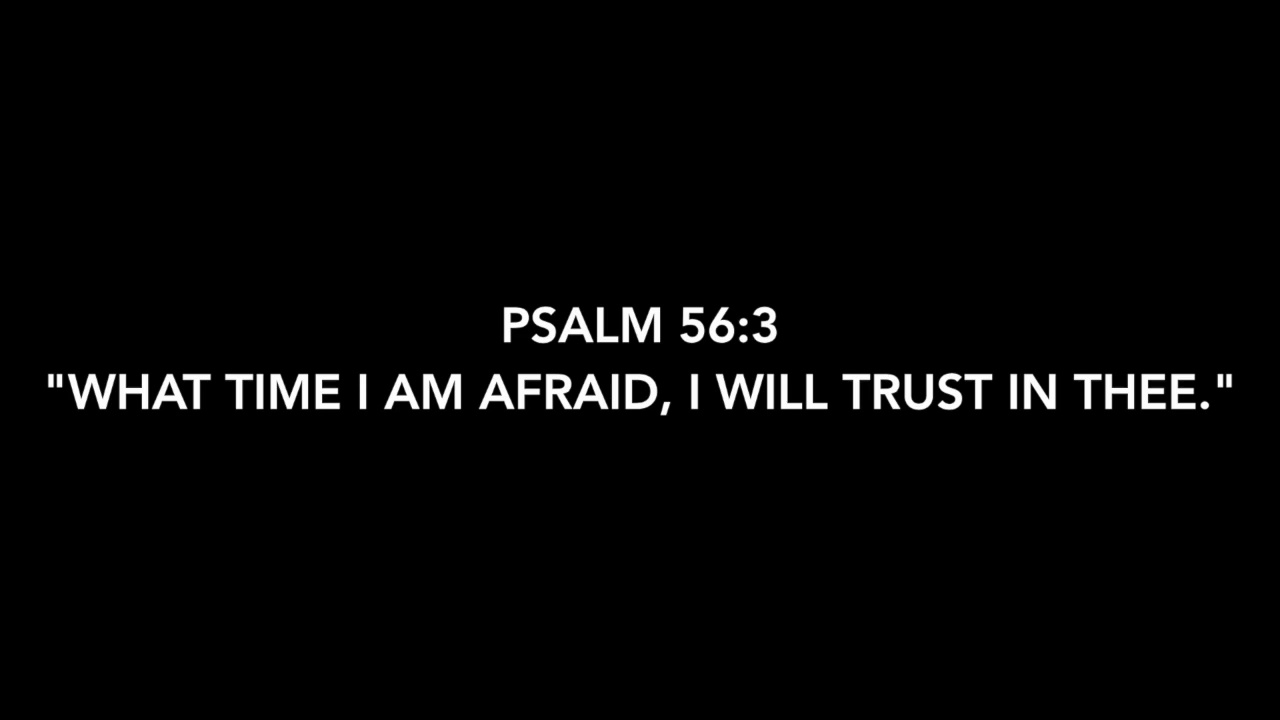 PSALM 56:3
"WHAT TIME I AM AFRAID, I WILL TRUST IN THEE."